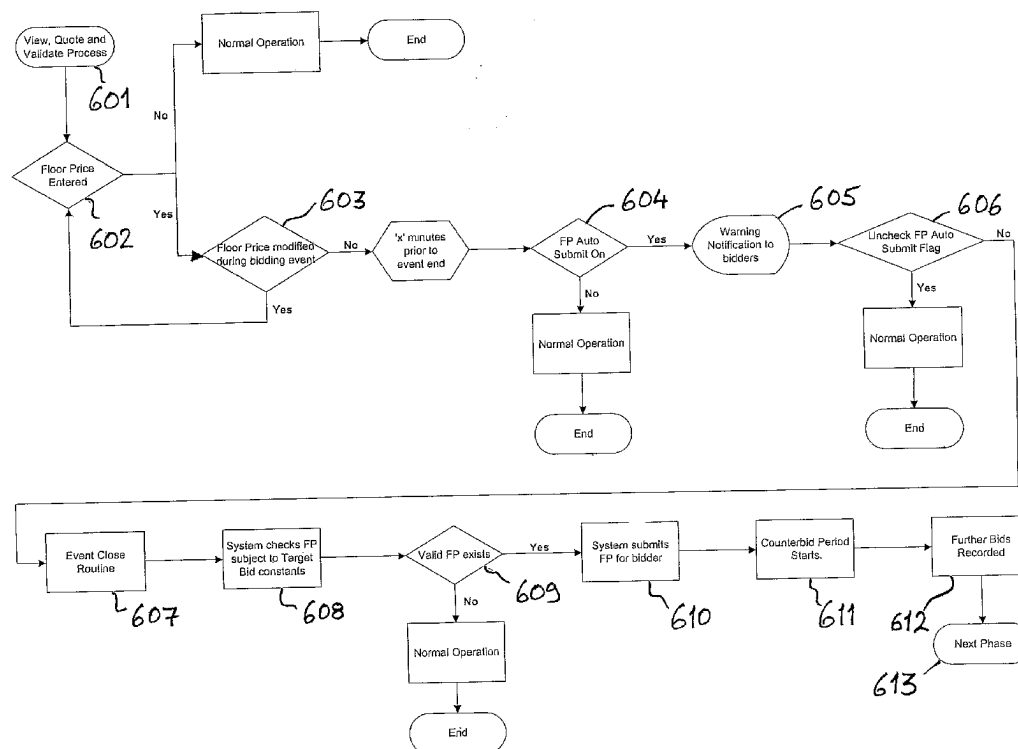 View, Quote and
Validate Process
601
Normal Operation
End
No
Floor Price
Entered
602
Yes
603
Floor Price modified
during bidding event
No
Yes
'x' minutes
prior to
event end
604
FP Auto
Submit On
Yes
No
Normal Operation
End
605
Warning
Notification to
bidders
606
Uncheck FP Auto
Submit Flag
No
Yes
Normal Operation
End
Event Close
Routine
607
System checks FP
subject to Target
Bid constants
608
Valid FP exists
609
Yes
No
Normal Operation
End
System submits
FP for bidder
610
Counterbid Period
Starts.
611
Further Bids
Recorded
612
Next Phase
613